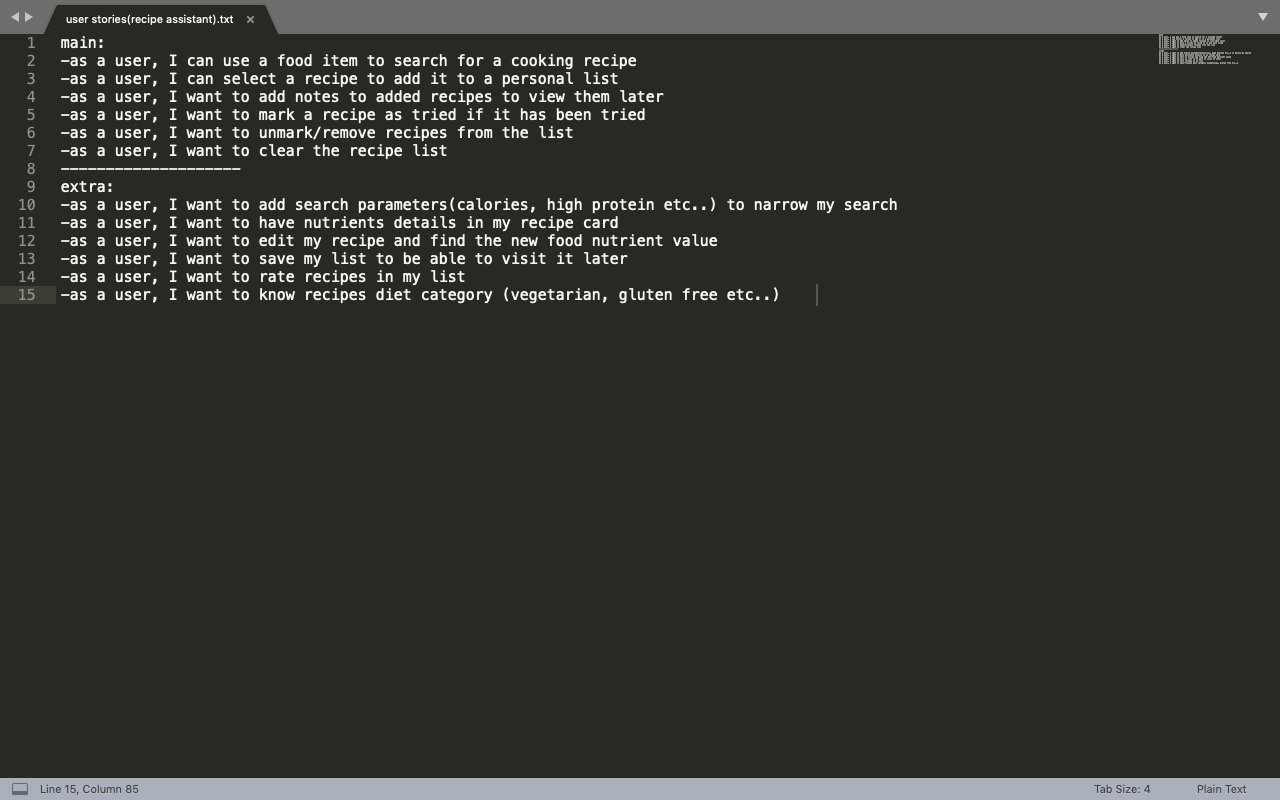 user stories(recipe assistant).txt ×
1 main:
2 -as a user, I can use a food item to search for a cooking recipe
3 -as a user, I can select a recipe to add it to a personal list
4 -as a user, I want to add notes to added recipes to view them later
5 -as a user, I want to mark a recipe as tried if it has been tried
6 -as a user, I want to unmark/remove recipes from the list
7 -as a user, I want to clear the recipe list
8 --------------------
9 extra:
10 -as a user, I want to add search parameters(calories, high protein etc..) to narrow my search
11 -as a user, I want to have nutrients details in my recipe card
12 -as a user, I want to edit my recipe and find the new food nutrient value
13 -as a user, I want to save my list to be able to visit it later
14 -as a user, I want to rate recipes in my list
15 -as a user, I want to know recipes diet category (vegetarian, gluten free etc..)
Line 15, Column 85 Tab Size: 4 Plain Text